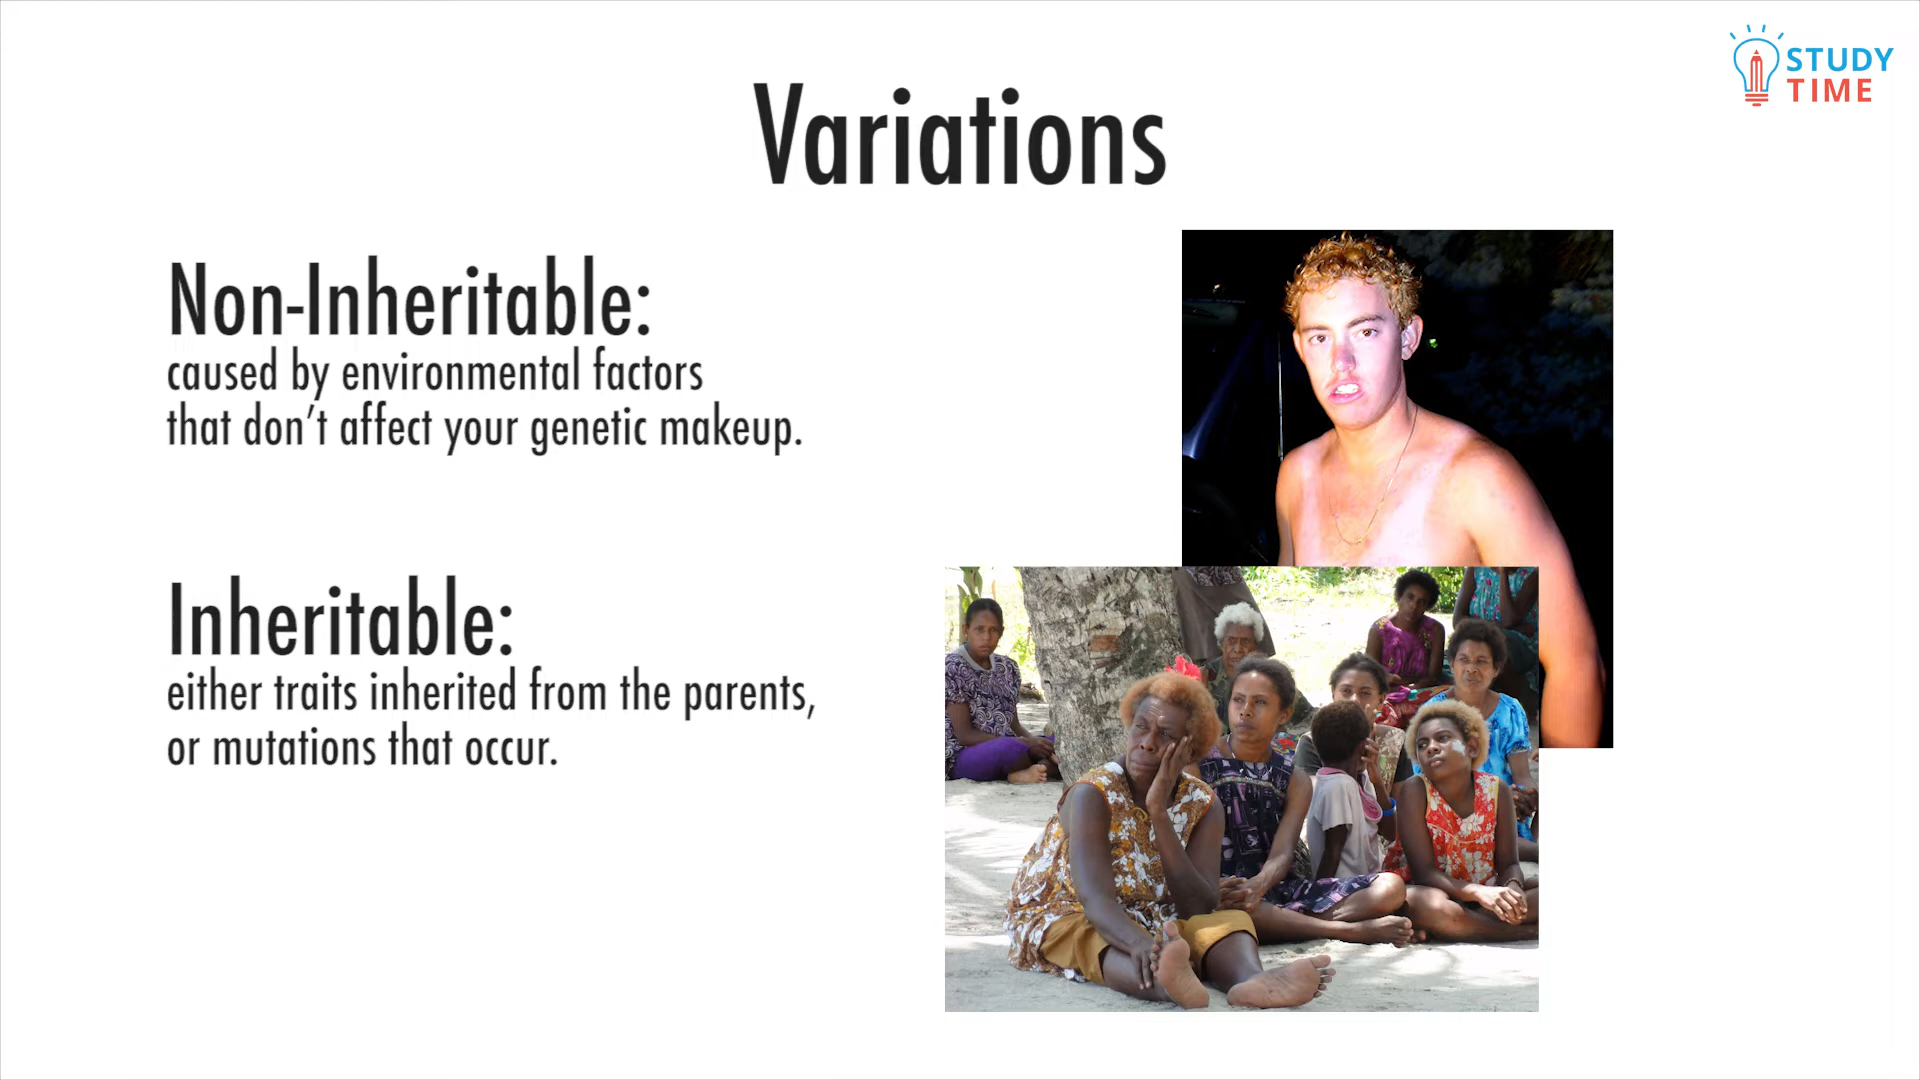 STUDY
TIME
Variations
Non-Inheritable:
caused by environmental factors
that don’t affect your genetic makeup.
Inheritable:
either traits inherited from the parents,
or mutations that occur.